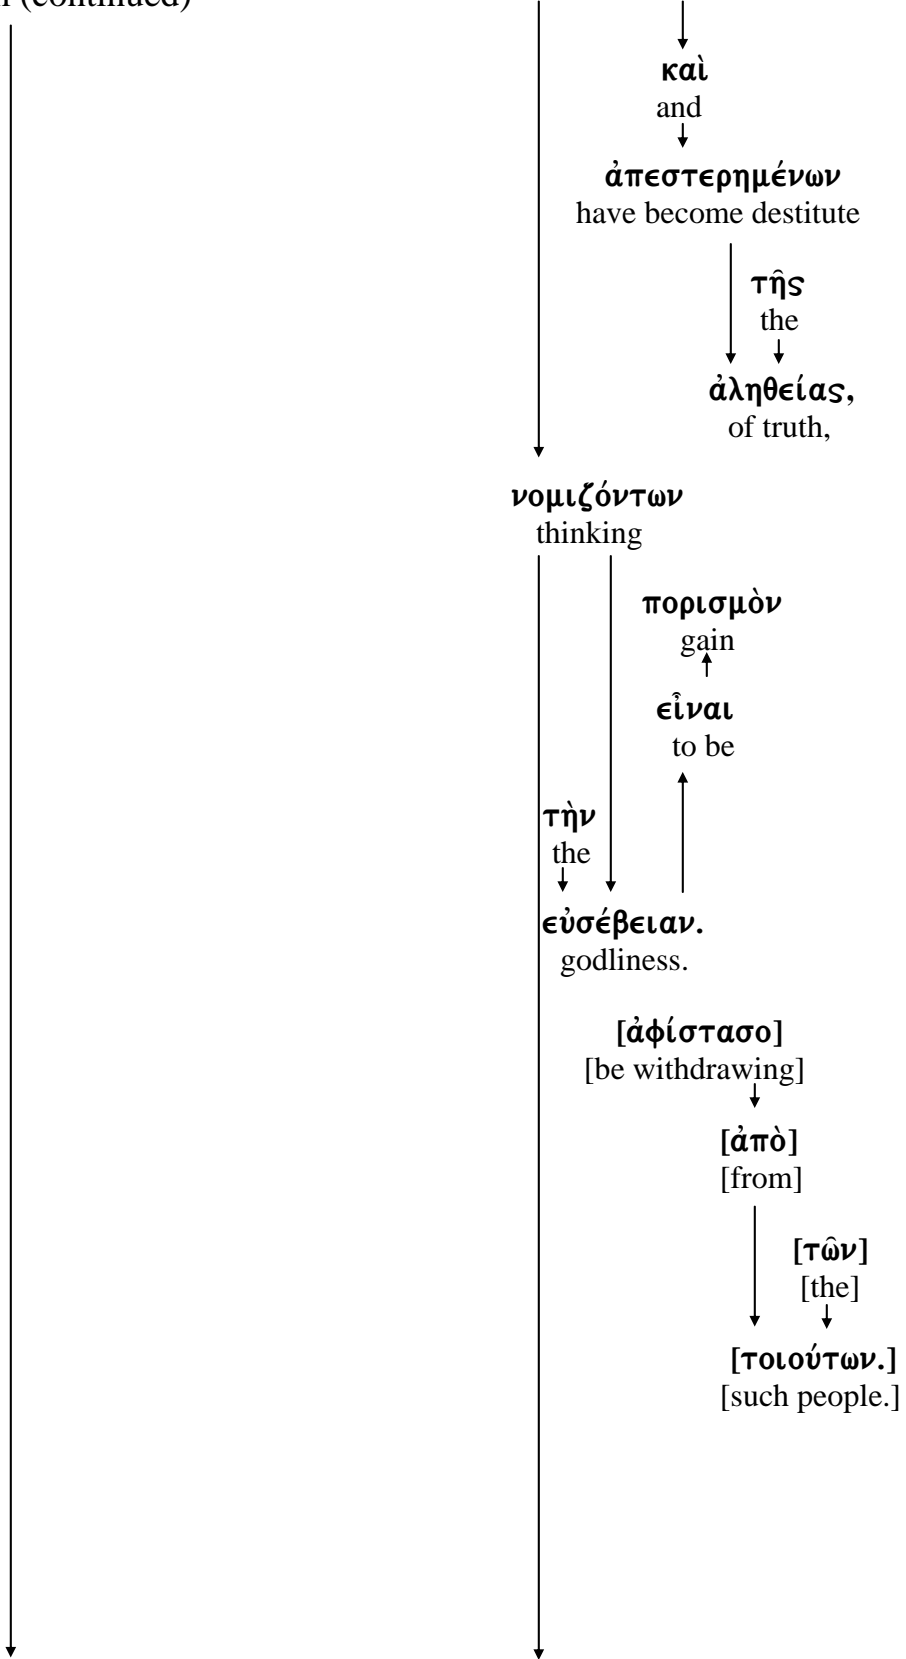 (continued)
καὶ
and
ἀπεστερημένων
have become destitute
τῆς
the
ἀληθείας,
of truth,
νομιζόντων
thinking
πορισμὸν
gain
εἶναι
to be
τὴν
the
εὐσέβειαν.
godliness.
[ἀφίστασο]
[be withdrawing]
[ἀπὸ]
[from]
[τῶν]
[the]
[τοιούτων.]
[such people.]